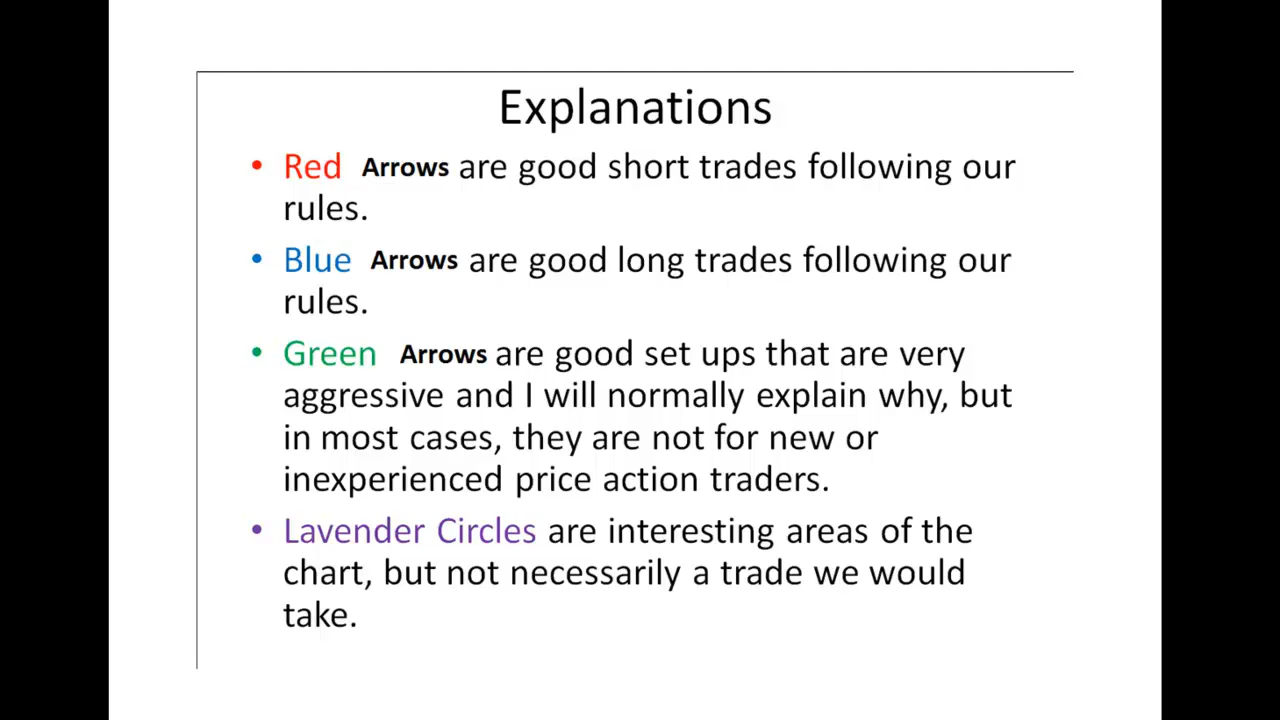 Explanations
• Red Arrows are good short trades following our
rules.
• Blue Arrows are good long trades following our
rules.
• Green Arrows are good set ups that are very
aggressive and I will normally explain why, but
in most cases, they are not for new or
inexperienced price action traders.
• Lavender Circles are interesting areas of the
chart, but not necessarily a trade we would
take.